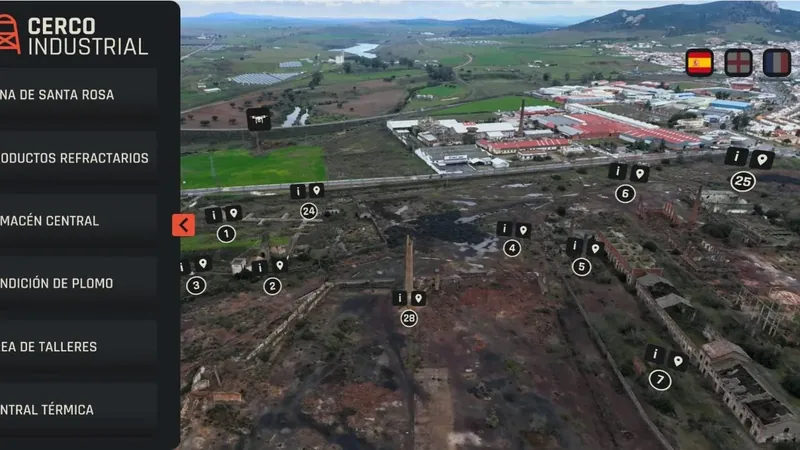 CERCO
INDUSTRIAL
NA DE SANTA ROSA
ODUCTOS REFRACTARIOS
MACÉN CENTRAL
NDICIÓN DE PLOMO
EA DE TALLERES
NTRAL TÉRMICA
i
25
i
6
i
24
i
1
i
4
i
5
i
3
i
2
i
28
i
7